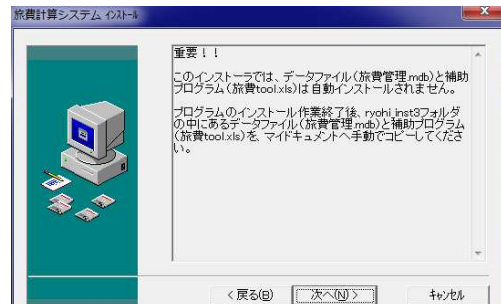 旅費計算システム インストール
重要！！
このインストーラでは、データファイル(旅費管理.mdb)と補助
プログラム(旅費tool.xls)は自動インストールされません。
プログラムのインストール作業終了後、ryohi_inst3フォルダ
の中にあるデータファイル(旅費管理.mdb)と補助プログラム
(旅費tool.xls)を、マイドキュメントへ手動でコピーしてくださ
い。
< 戻る(B)
次へ(N) >
キャンセル